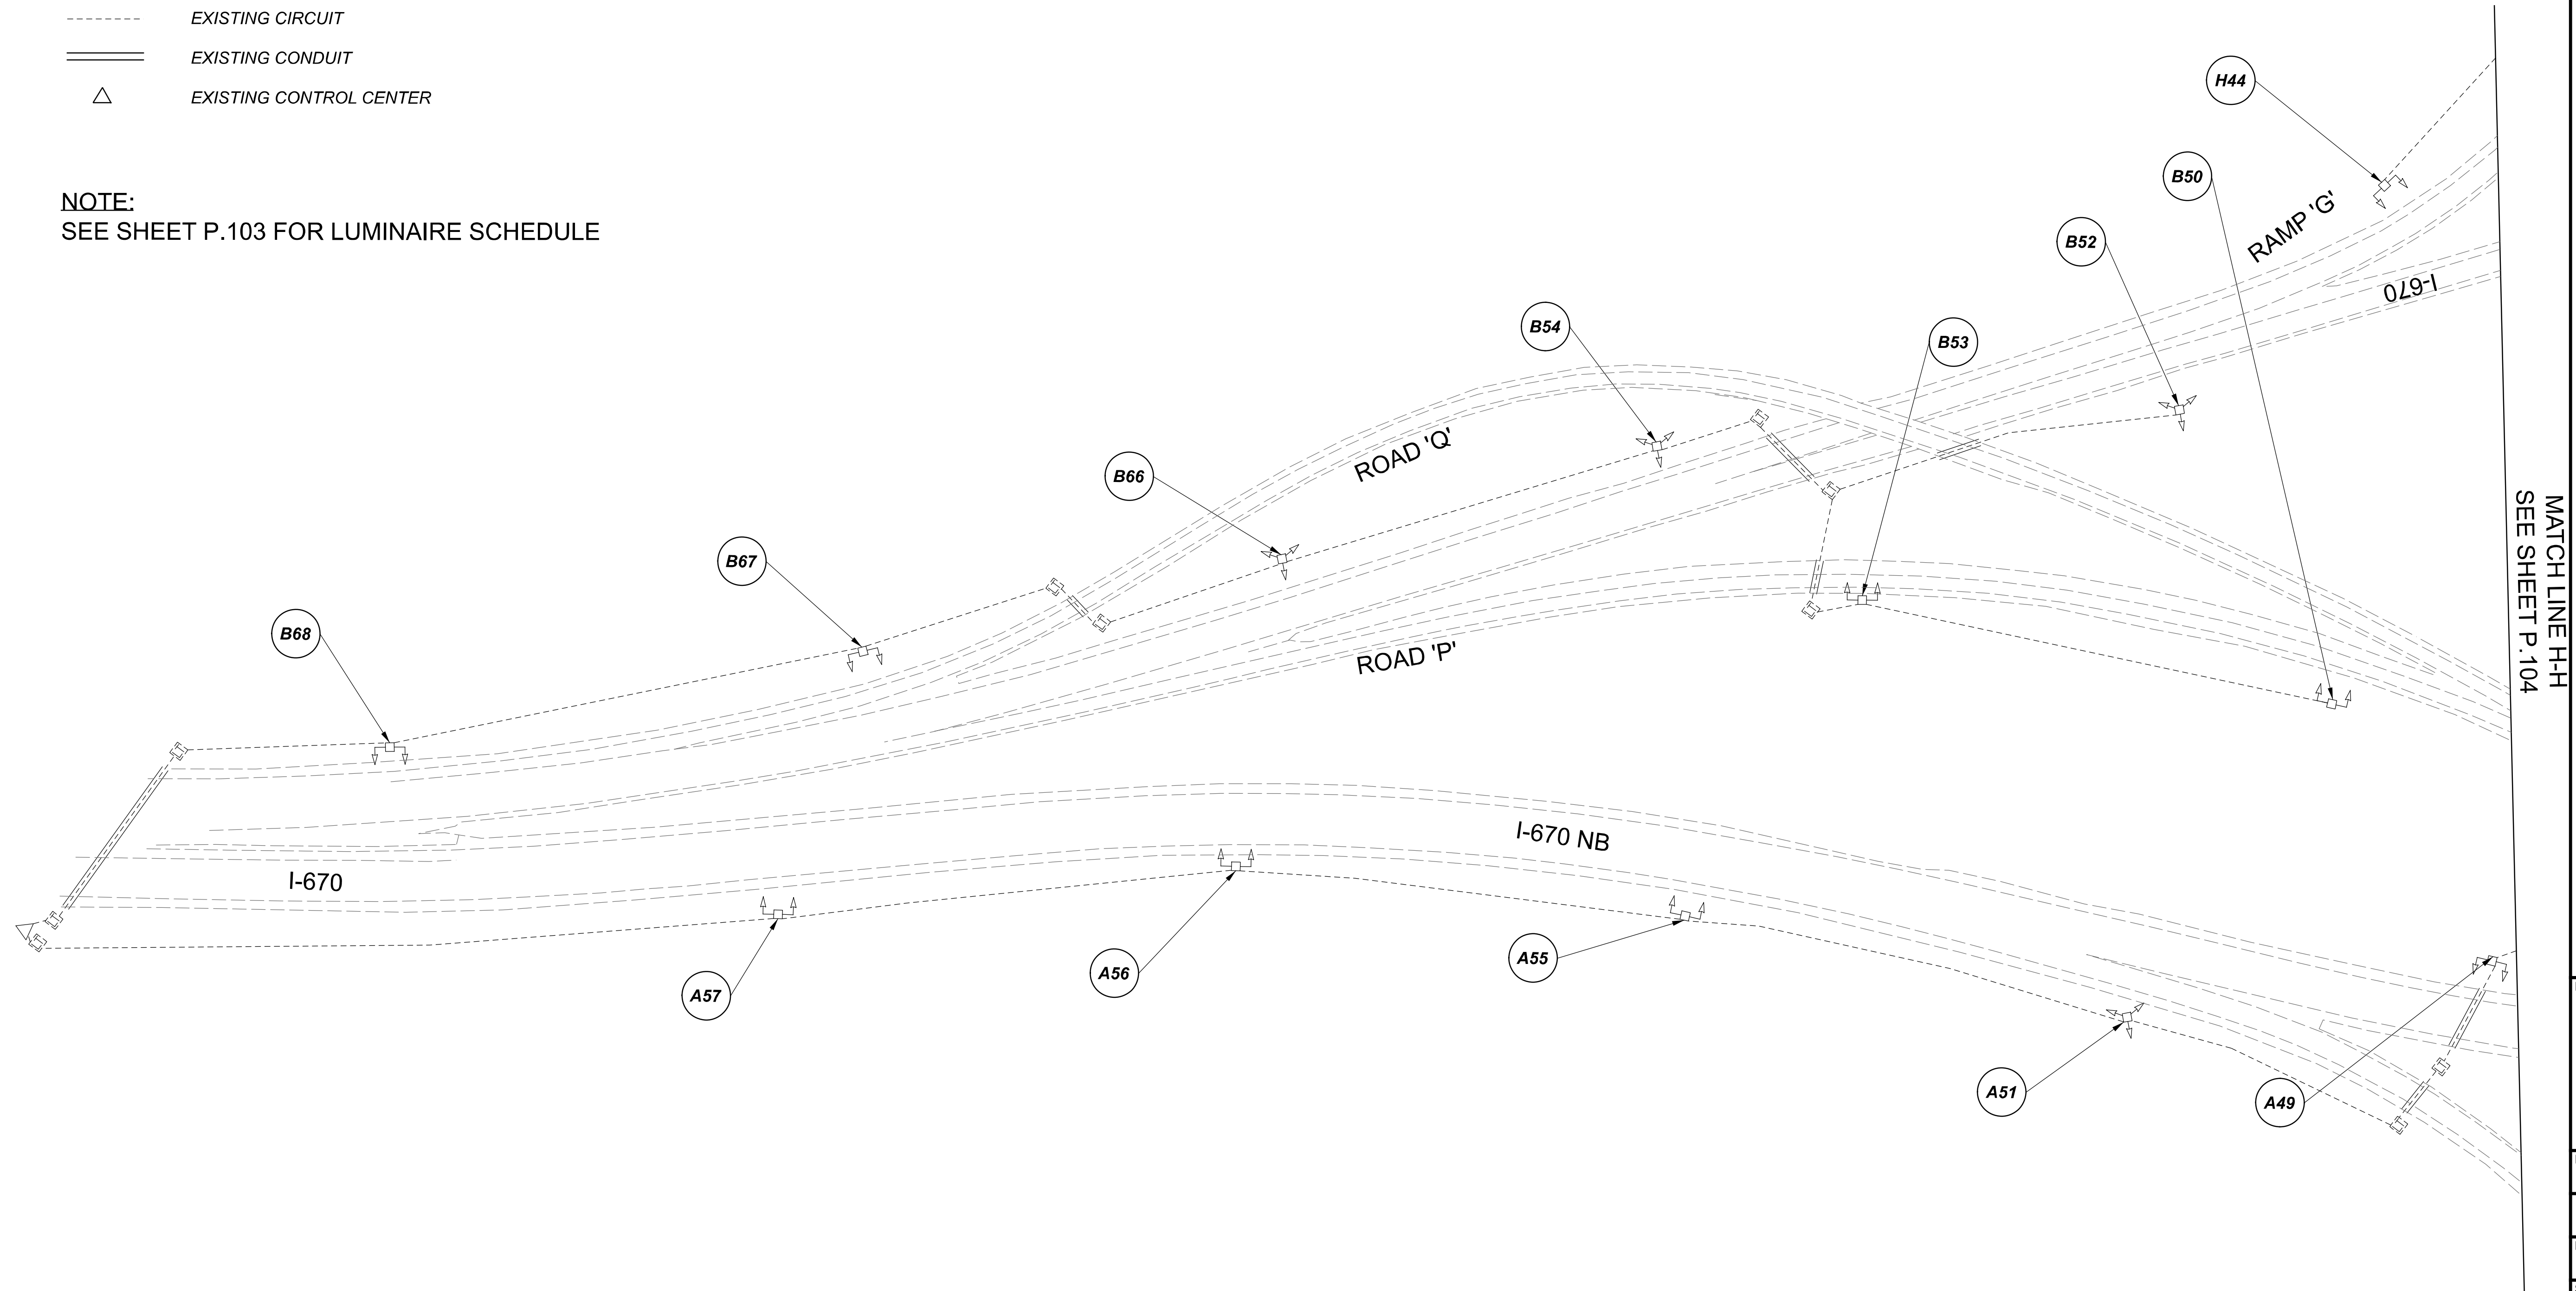 EXISTING CIRCUIT
EXISTING CONDUIT
EXISTING CONTROL CENTER
NOTE:
SEE SHEET P.103 FOR LUMINAIRE SCHEDULE
H44
B50
B52
RAMP 'G'
I-670
B54
B53
ROAD 'Q'
B66
B67
B68
ROAD 'P'
MATCH LINE H-H
SEE SHEET P.104
I-670 NB
I-670
A57
A56
A55
A51
A49